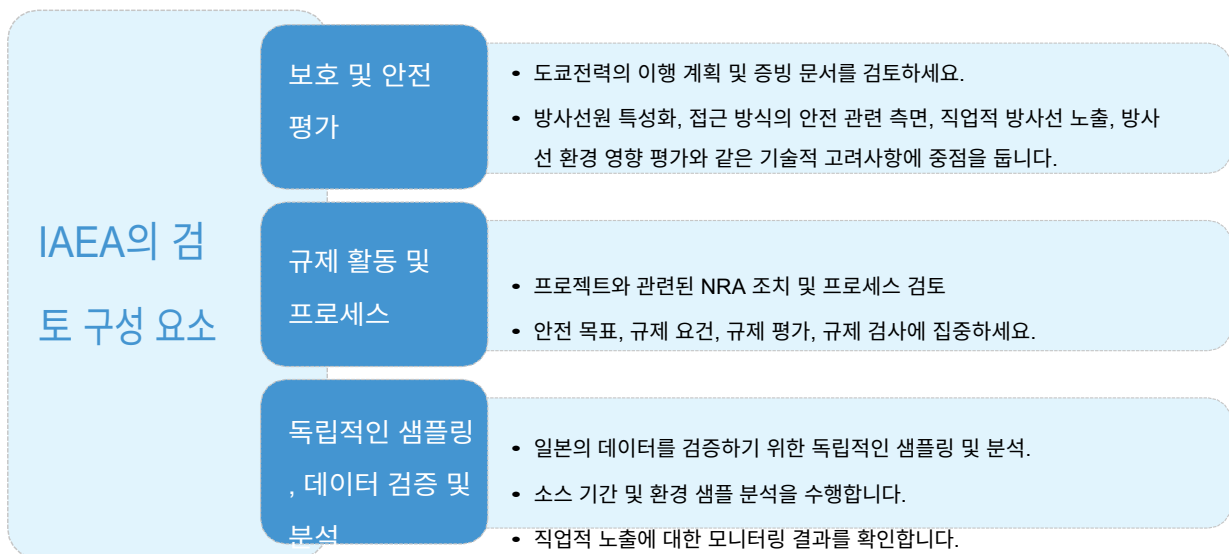 IAEA의 검
토 구성 요소
보호 및 안전
평가
• 도쿄전력의 이행 계획 및 증빙 문서를 검토하세요.
• 방사선원 특성화, 접근 방식의 안전 관련 측면, 직업적 방사선 노출, 방사
선 환경 영향 평가와 같은 기술적 고려사항에 중점을 둡니다.
규제 활동 및
프로세스
• 프로젝트와 관련된 NRA 조치 및 프로세스 검토
• 안전 목표, 규제 요건, 규제 평가, 규제 검사에 집중하세요.
독립적인 샘플링
, 데이터 검증 및
분석
• 일본의 데이터를 검증하기 위한 독립적인 샘플링 및 분석.
• 소스 기간 및 환경 샘플 분석을 수행합니다.
• 직업적 노출에 대한 모니터링 결과를 확인합니다.